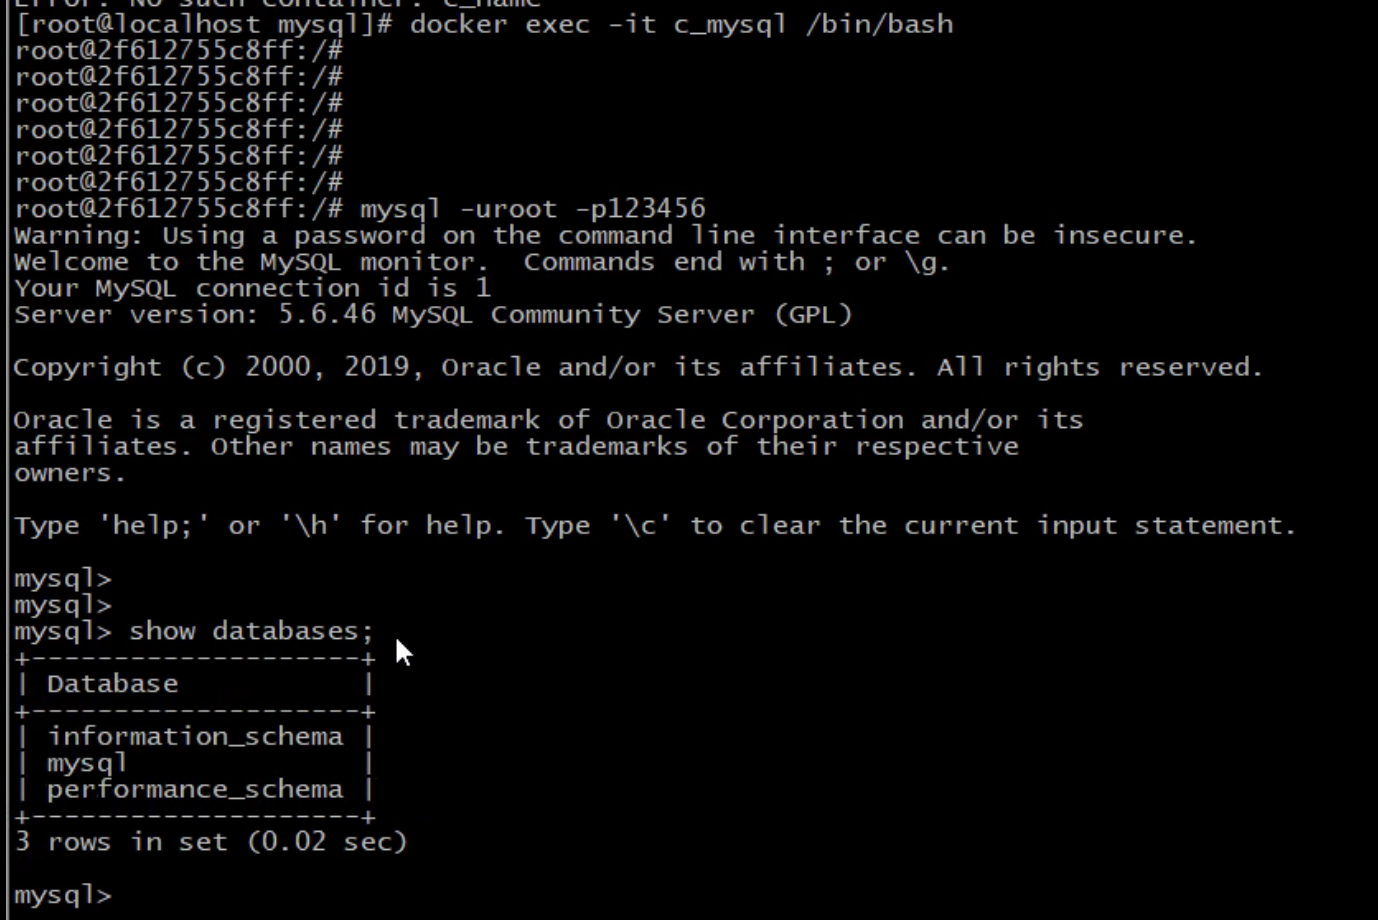 Error: No such container: c_name
[root@localhost mysql]# docker exec -it c_mysql /bin/bash
root@2f612755c8ff:/#
root@2f612755c8ff:/#
root@2f612755c8ff:/#
root@2f612755c8ff:/#
root@2f612755c8ff:/#
root@2f612755c8ff:/#
root@2f612755c8ff:/# mysql -uroot -p123456
Warning: Using a password on the command line interface can be insecure.
Welcome to the MySQL monitor.  Commands end with ; or \g.
Your MySQL connection id is 1
Server version: 5.6.46 MySQL Community Server (GPL)

Copyright (c) 2000, 2019, Oracle and/or its affiliates. All rights reserved.

Oracle is a registered trademark of Oracle Corporation and/or its
affiliates. Other names may be trademarks of their respective
owners.

Type 'help;' or '\h' for help. Type '\c' to clear the current input statement.

mysql>
mysql>
mysql> show databases;
+--------------------+
| Database           |
+--------------------+
| information_schema |
| mysql              |
| performance_schema |
+--------------------+
3 rows in set (0.02 sec)

mysql>